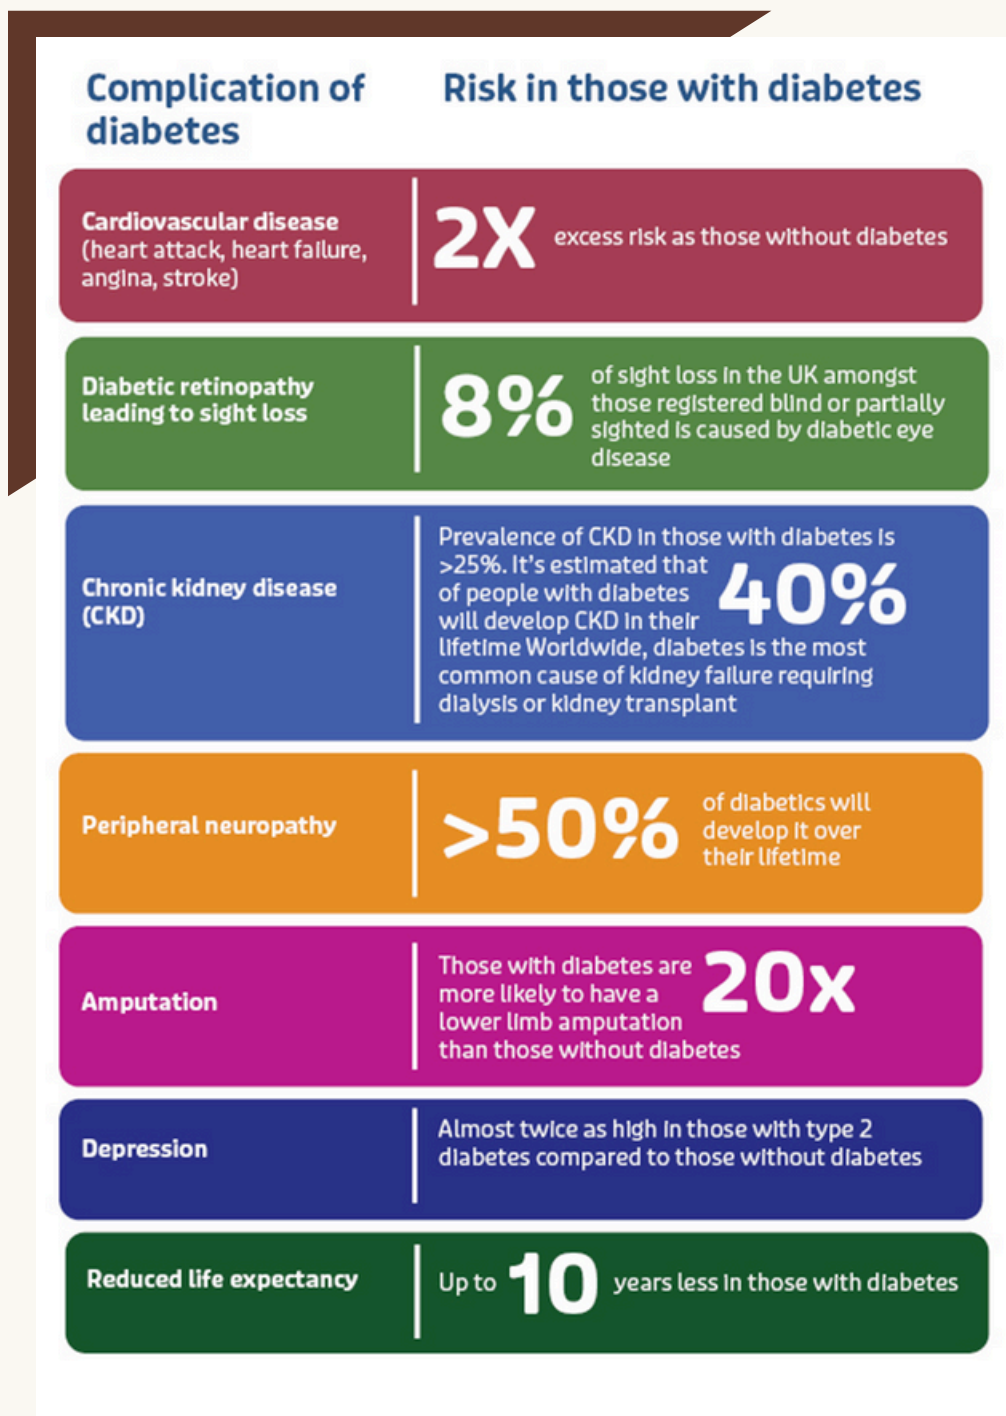 Complication of
diabetes
Risk in those with diabetes
Cardiovascular disease
(heart attack, heart failure,
angina, stroke)
2X excess risk as those without diabetes
Diabetic retinopathy
leading to sight loss
8%
of sight loss in the UK amongst
those registered blind or partially
sighted is caused by diabetic eye
disease
Chronic kidney disease
(CKD)
Prevalence of CKD in those with diabetes is
>25%. It's estimated that
40%
of people with diabetes
will develop CKD in their
lifetime Worldwide, diabetes is the most
common cause of kidney failure requiring
dialysis or kidney transplant
Peripheral neuropathy
>50%
of diabetics will
develop it over
their lifetime
Amputation
Those with diabetes are
20x
more likely to have a
lower limb amputation
than those without diabetes
Depression
Almost twice as high in those with type 2
diabetes compared to those without diabetes
Reduced life expectancy
Up to 10 years less in those with diabetes